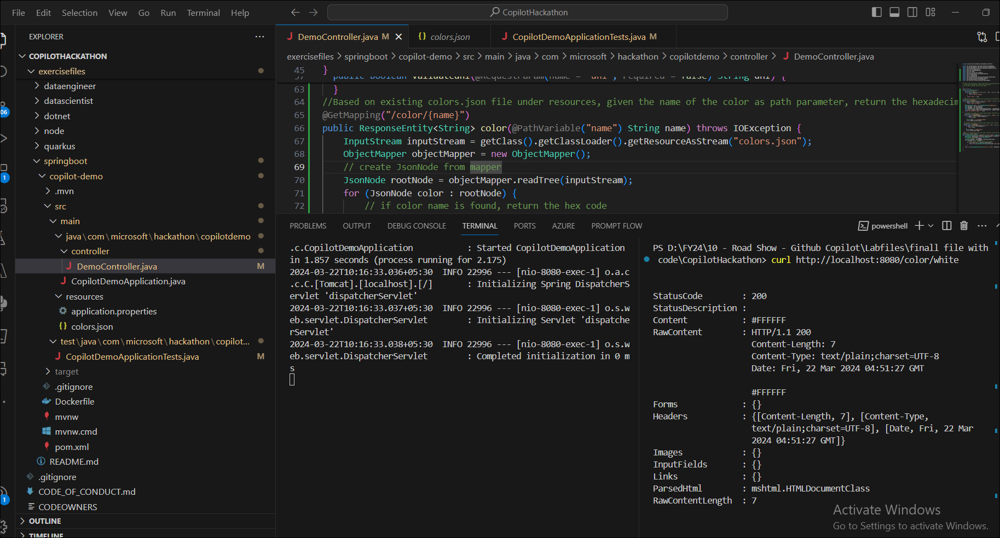 File Edit Selection View Go Run Terminal Help
CopilotHackathon
EXPLORER
COPILOTHACKATHON
exercisefiles
dataengineer
datascientist
dotnet
node
quarkus
springboot
copilot-demo
.mvn
src
main
java\com\microsoft\hackathon\copilotdemo
controller
DemoController.java M
CopilotDemoApplication.java
resources
application.properties
colors.json
test\java\com\microsoft\hackathon\copilot...
CopilotDemoApplicationTests.java M
target
.gitignore
Dockerfile
mvnw
mvnw.cmd
pom.xml
README.md
.gitignore
CODE_OF_CONDUCT.md
CODEOWNERS
OUTLINE
TIMELINE
06
1
1
DemoController.java M
colors.json
CopilotDemoApplicationTests.java M
exercisefiles > springboot > copilot-demo > src > main > java > com > microsoft > hackathon > copilotdemo > controller > DemoController.java
45 }
63 }
64 //Based on existing colors.json file under resources, given the name of the color as path parameter, return the hexadecim
65 @GetMapping("/color/{name}")
66 public ResponseEntity<String> color(@PathVariable("name") String name) throws IOException {
67 InputStream inputStream = getClass().getClassLoader().getResourceAsStream("colors.json");
68 ObjectMapper objectMapper = new ObjectMapper();
69 // create JsonNode from mapper
70 JsonNode rootNode = objectMapper.readTree(inputStream);
71 for (JsonNode color : rootNode) {
72 // if color name is found, return the hex code
PROBLEMS OUTPUT DEBUG CONSOLE TERMINAL PORTS AZURE PROMPT FLOW
powershell
.c.CopilotDemoApplication : Started CopilotDemoApplication
in 1.857 seconds (process running for 2.175)
2024-03-22T10:16:33.036+05:30 INFO 22996 --- [nio-8080-exec-1] o.a.c
.c.C.[Tomcat].[localhost].[/] : Initializing Spring DispatcherS
ervlet 'dispatcherServlet'
2024-03-22T10:16:33.037+05:30 INFO 22996 --- [nio-8080-exec-1] o.s.w
eb.servlet.DispatcherServlet : Initializing Servlet 'dispatche
rServlet'
2024-03-22T10:16:33.038+05:30 INFO 22996 --- [nio-8080-exec-1] o.s.w
eb.servlet.DispatcherServlet : Completed initialization in 0 m
s
PS D:\FY24\10 - Road Show - Github Copilot\Labfiles\finall file with
code\CopilotHackathon> curl http://localhost:8080/color/white
StatusCode : 200
StatusDescription :
Content : #FFFFFF
RawContent : HTTP/1.1 200
Content-Length: 7
Content-Type: text/plain;charset=UTF-8
Date: Fri, 22 Mar 2024 04:51:27 GMT
#FFFFFF
Forms : {}
Headers : {[Content-Length, 7], [Content-Type,
text/plain;charset=UTF-8], [Date, Fri, 22 Mar
2024 04:51:27 GMT]}
Images : {}
InputFields : {}
Links : {}
ParsedHtml : mshtml.HTMLDocumentClass
RawContentLength : 7
Activate Windows
Go to Settings to activate Windows.